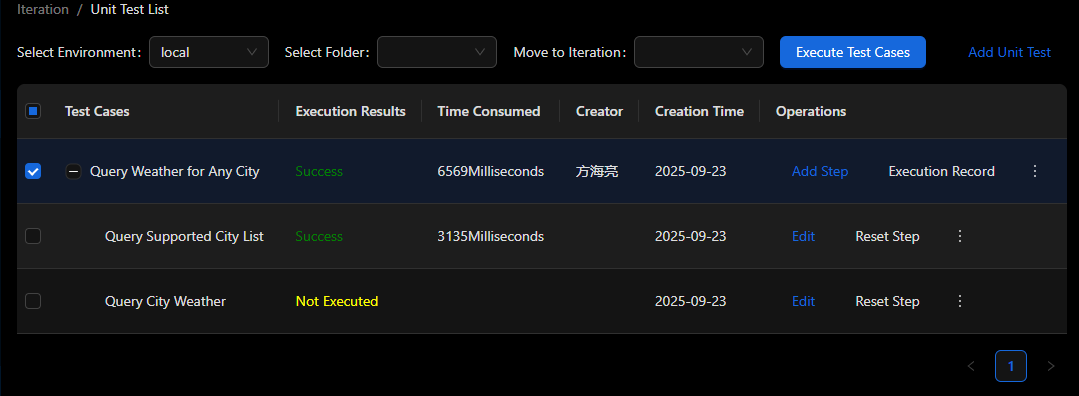 Iteration / Unit Test List
Select Environment: local Select Folder: Move to Iteration: Execute Test Cases Add Unit Test
Test Cases Execution Results Time Consumed Creator Creation Time Operations
Query Weather for Any City Success 6569Milliseconds 方海亮 2025-09-23 Add Step Execution Record
Query Supported City List Success 3135Milliseconds 2025-09-23 Edit Reset Step
Query City Weather Not Executed 2025-09-23 Edit Reset Step
1